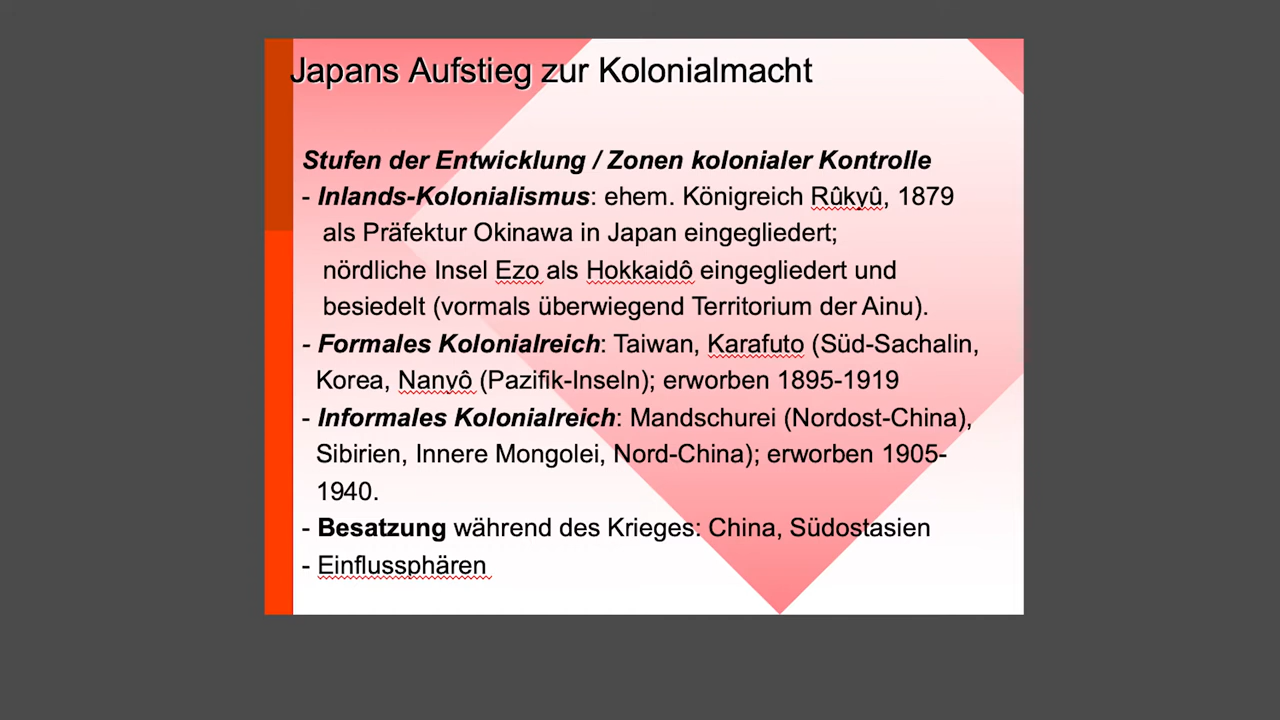 Japans Aufstieg zur Kolonialmacht
Stufen der Entwicklung / Zonen kolonialer Kontrolle
- Inlands-Kolonialismus: ehem. Königreich Rûkyû, 1879
als Präfektur Okinawa in Japan eingegliedert;
nördliche Insel Ezo als Hokkaidô eingegliedert und
besiedelt (vormals überwiegend Territorium der Ainu).
- Formales Kolonialreich: Taiwan, Karafuto (Süd-Sachalin,
Korea, Nanyô (Pazifik-Inseln); erworben 1895-1919
- Informales Kolonialreich: Mandschurei (Nordost-China),
Sibirien, Innere Mongolei, Nord-China); erworben 1905-
1940.
- Besatzung während des Krieges: China, Südostasien
- Einflussphären